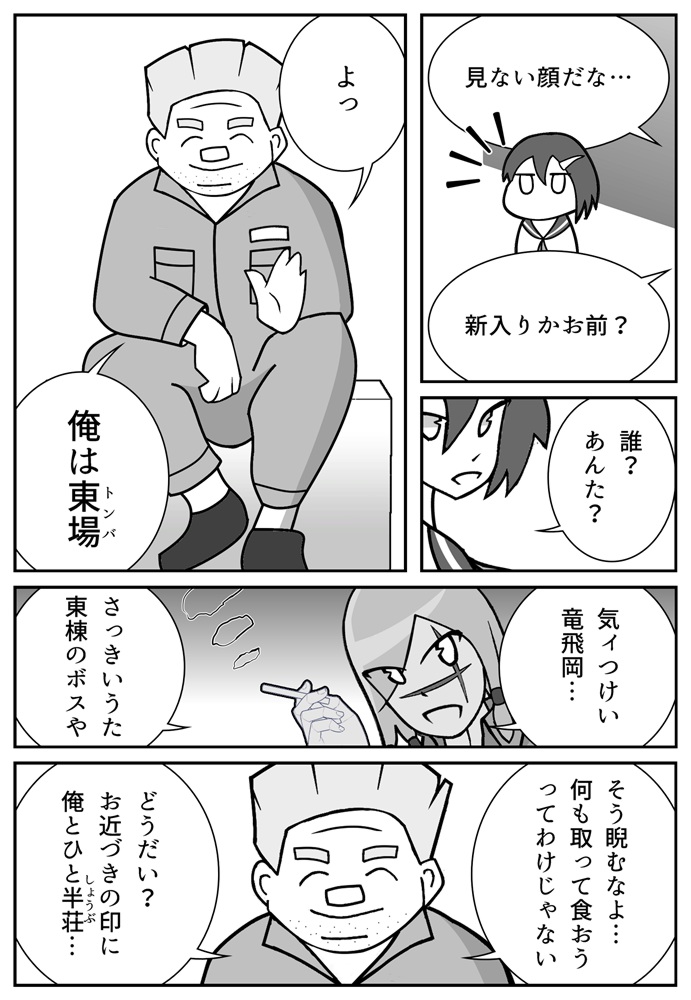 見ない顔だな…
新入りかお前?
よっ
俺は東場
トンバ
誰?
あんた?
気ィつけい
竜飛岡…
さっきいうた
東棟のボスや
そう睨むなよ…
何も取って食おう
ってわけじゃない
どうだい?
お近づきの印に
俺とひと半荘…
しょうぶ